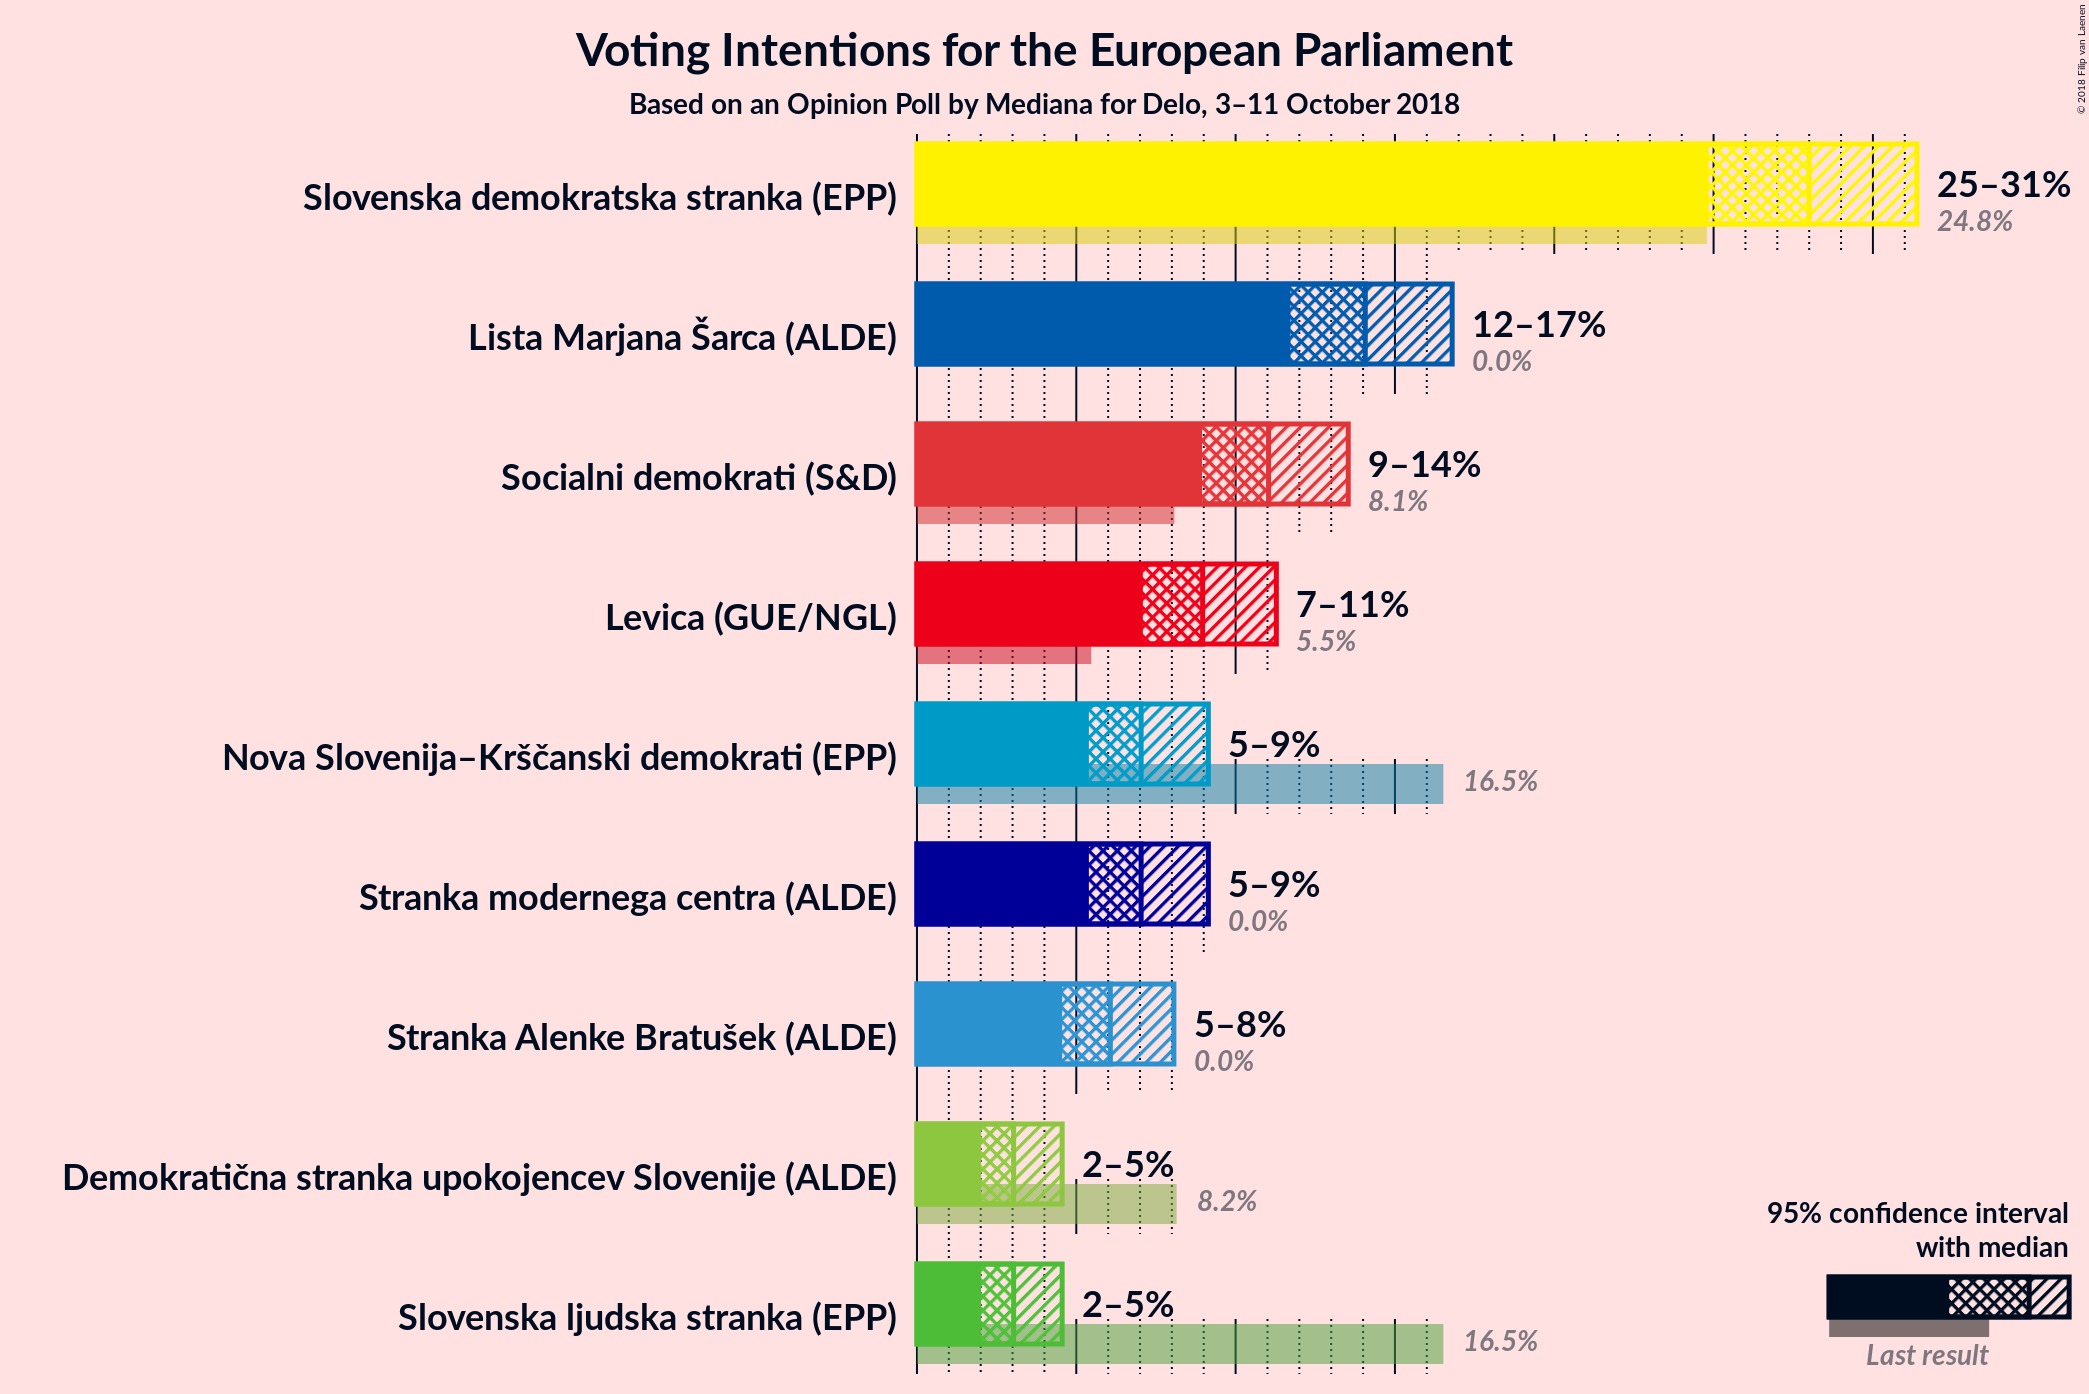 © 2018 Filip van Laenen
Voting Intentions for the European Parliament
Based on an Opinion Poll by Mediana for Delo, 3–11 October 2018
Slovenska demokratska stranka (EPP)
25–31%
24.8%
Lista Marjana Šarca (ALDE)
12–17%
0.0%
Socialni demokrati (S&D)
9–14%
8.1%
Levica (GUE/NGL)
7–11%
5.5%
Nova Slovenija–Krščanski demokrati (EPP)
5–9%
16.5%
Stranka modernega centra (ALDE)
5–9%
0.0%
Stranka Alenke Bratušek (ALDE)
5–8%
0.0%
Demokratična stranka upokojencev Slovenije (ALDE)
2–5%
8.2%
Slovenska ljudska stranka (EPP)
2–5%
16.5%
95% confidence interval
with median
Last result